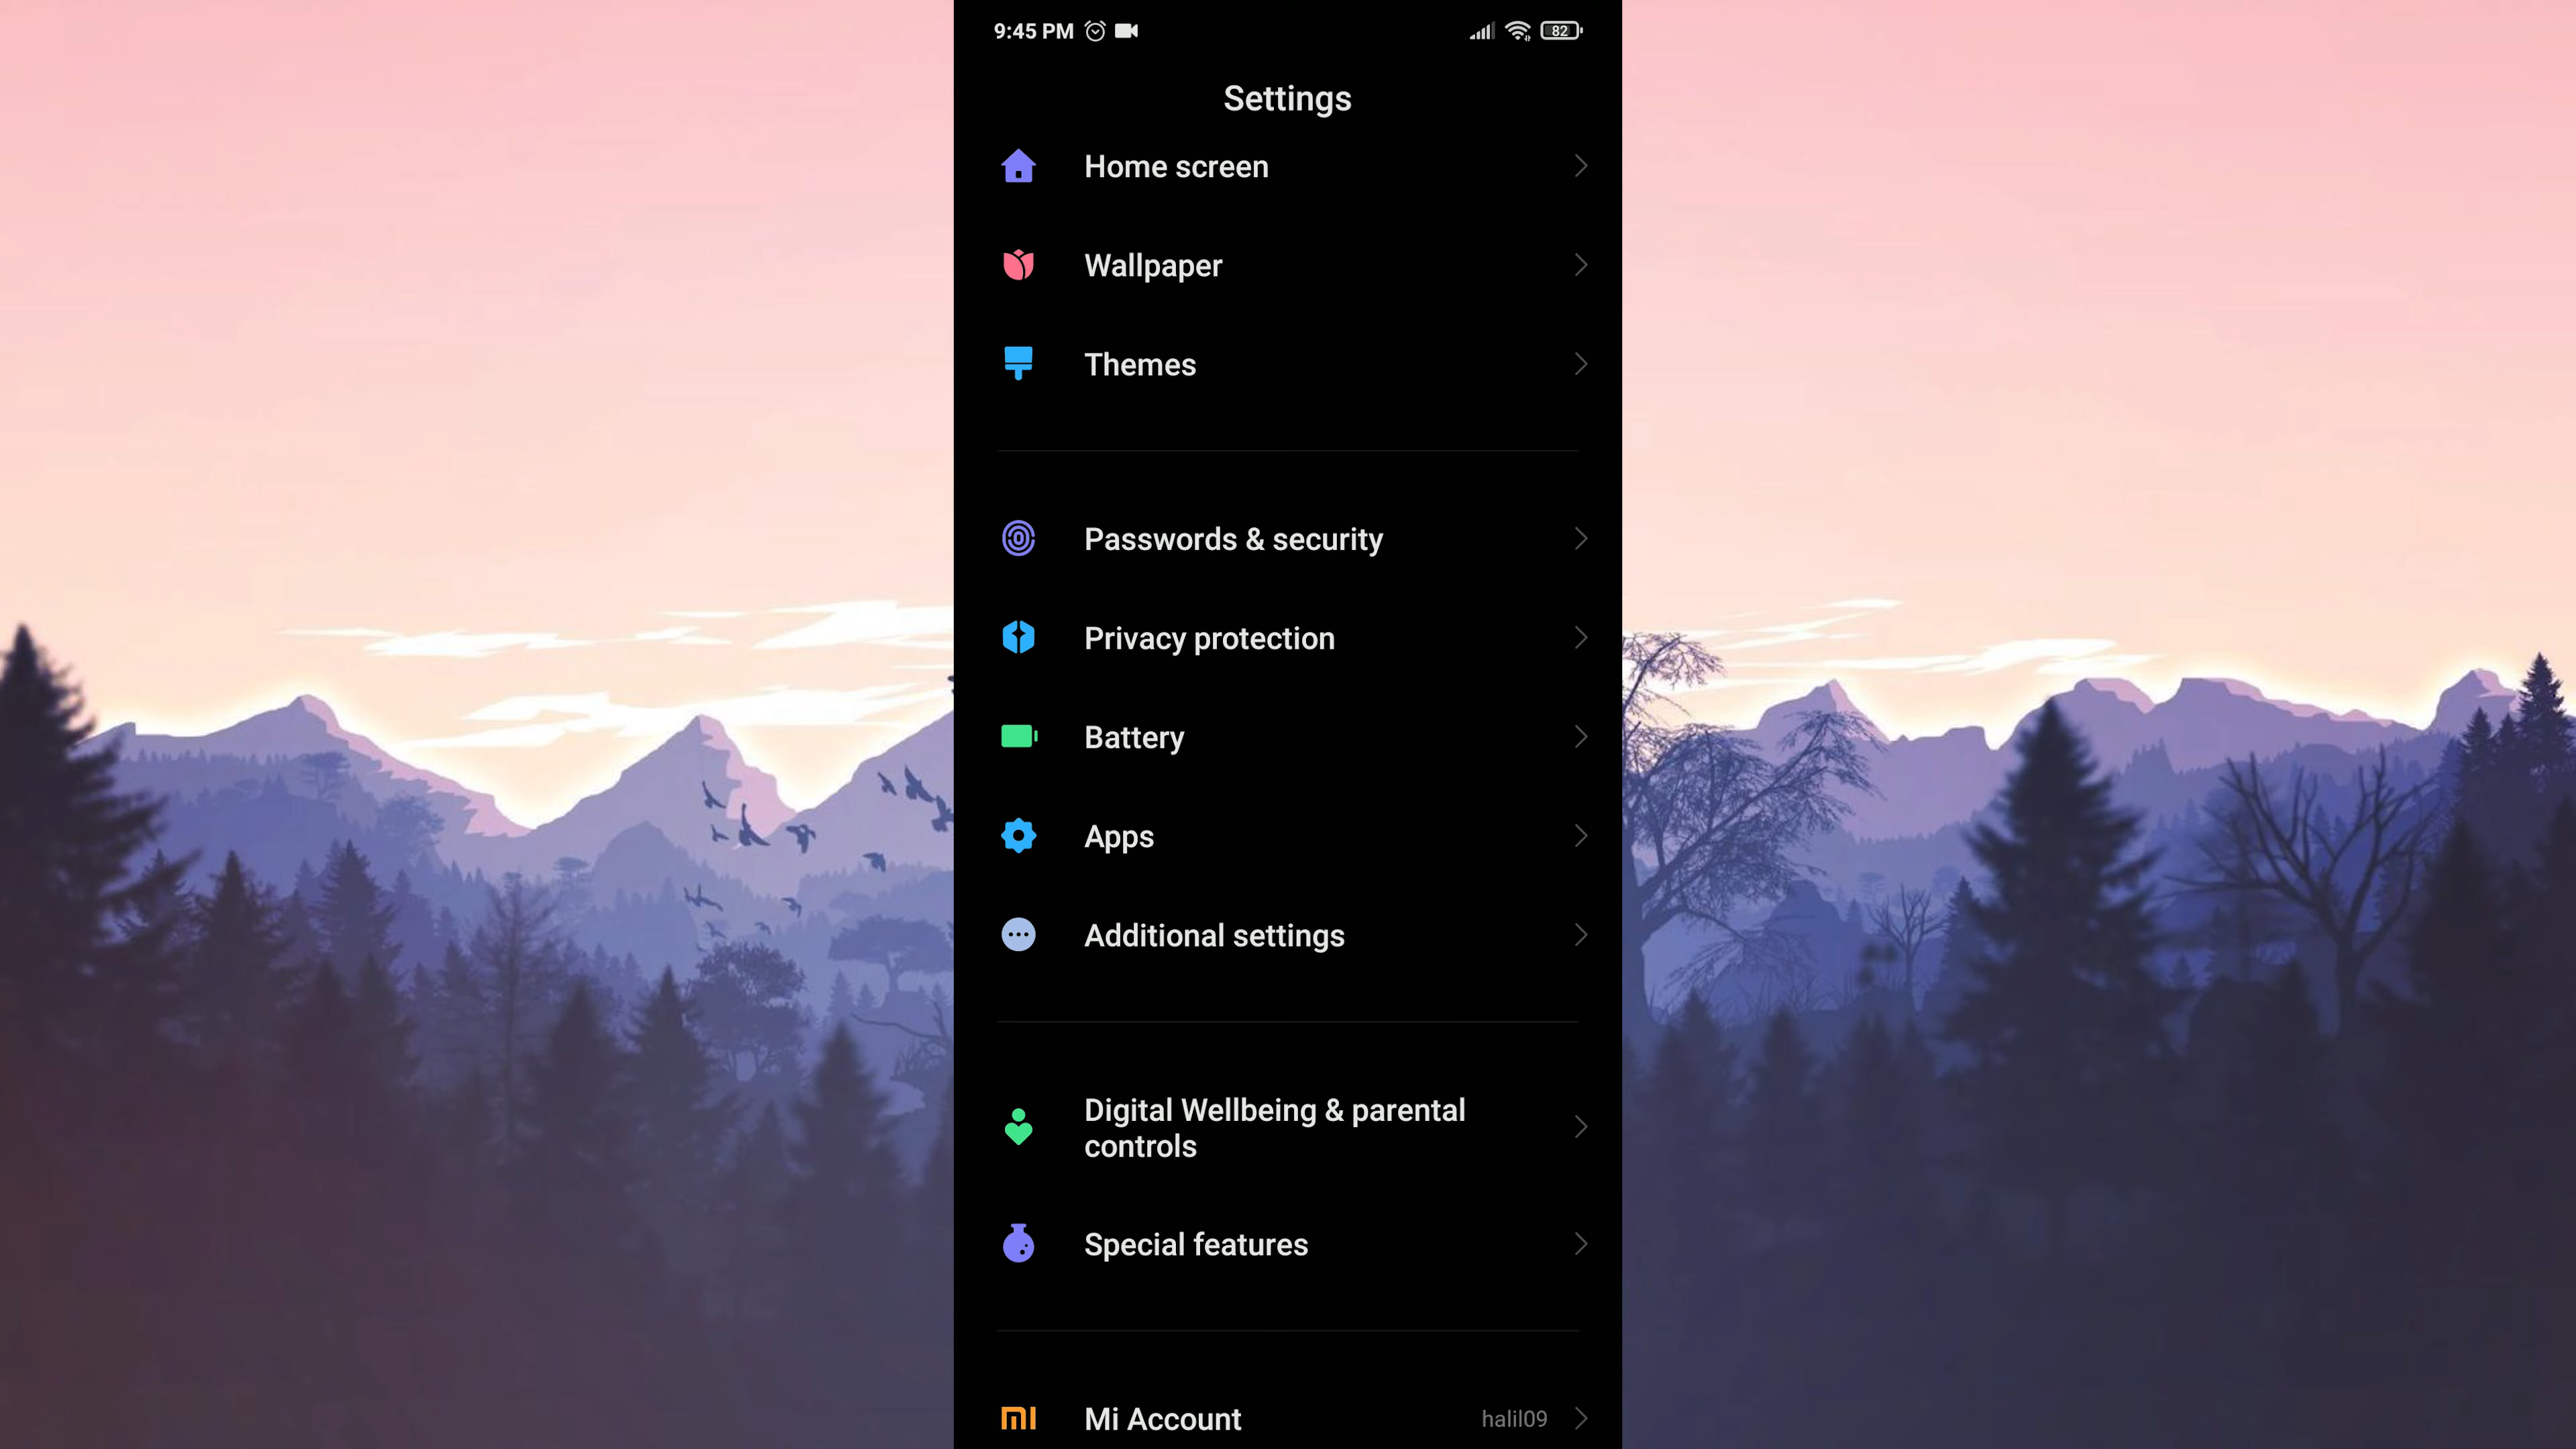 9:45 PM 82
Settings
Home screen
Wallpaper
Themes
Passwords & security
Privacy protection
Battery
Apps
Additional settings
Digital Wellbeing & parental
controls
Special features
Mi Account halil09